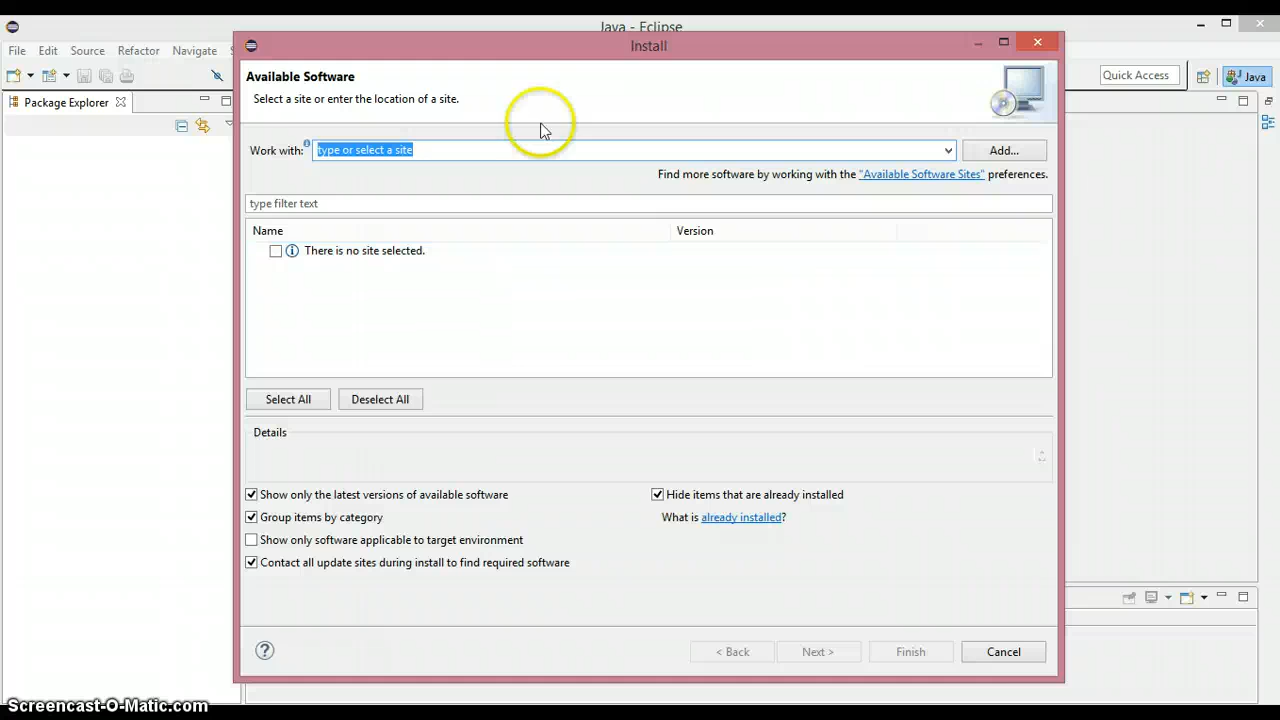 Java - Eclipse
File Edit Source Refactor Navigate
Quick Access
Java
Package Explorer
Install
Available Software
Select a site or enter the location of a site.
Work with: type or select a site
Add...
Find more software by working with the "Available Software Sites" preferences.
type filter text
Name Version
There is no site selected.
Select All Deselect All
Details
Show only the latest versions of available software
Hide items that are already installed
Group items by category
What is already installed?
Show only software applicable to target environment
Contact all update sites during install to find required software
< Back Next > Finish Cancel
Screencast-O-Matic.com